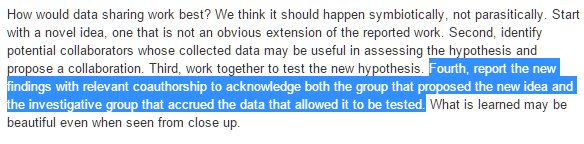 How would data sharing work best? We think it should happen symbiotically, not parasitically. Start
with a novel idea, one that is not an obvious extension of the reported work. Second, identify
potential collaborators whose collected data may be useful in assessing the hypothesis and
propose a collaboration. Third, work together to test the new hypothesis. Fourth, report the new
findings with relevant coauthorship to acknowledge both the group that proposed the new idea and
the investigative group that accrued the data that allowed it to be tested. What is learned may be
beautiful even when seen from close up.